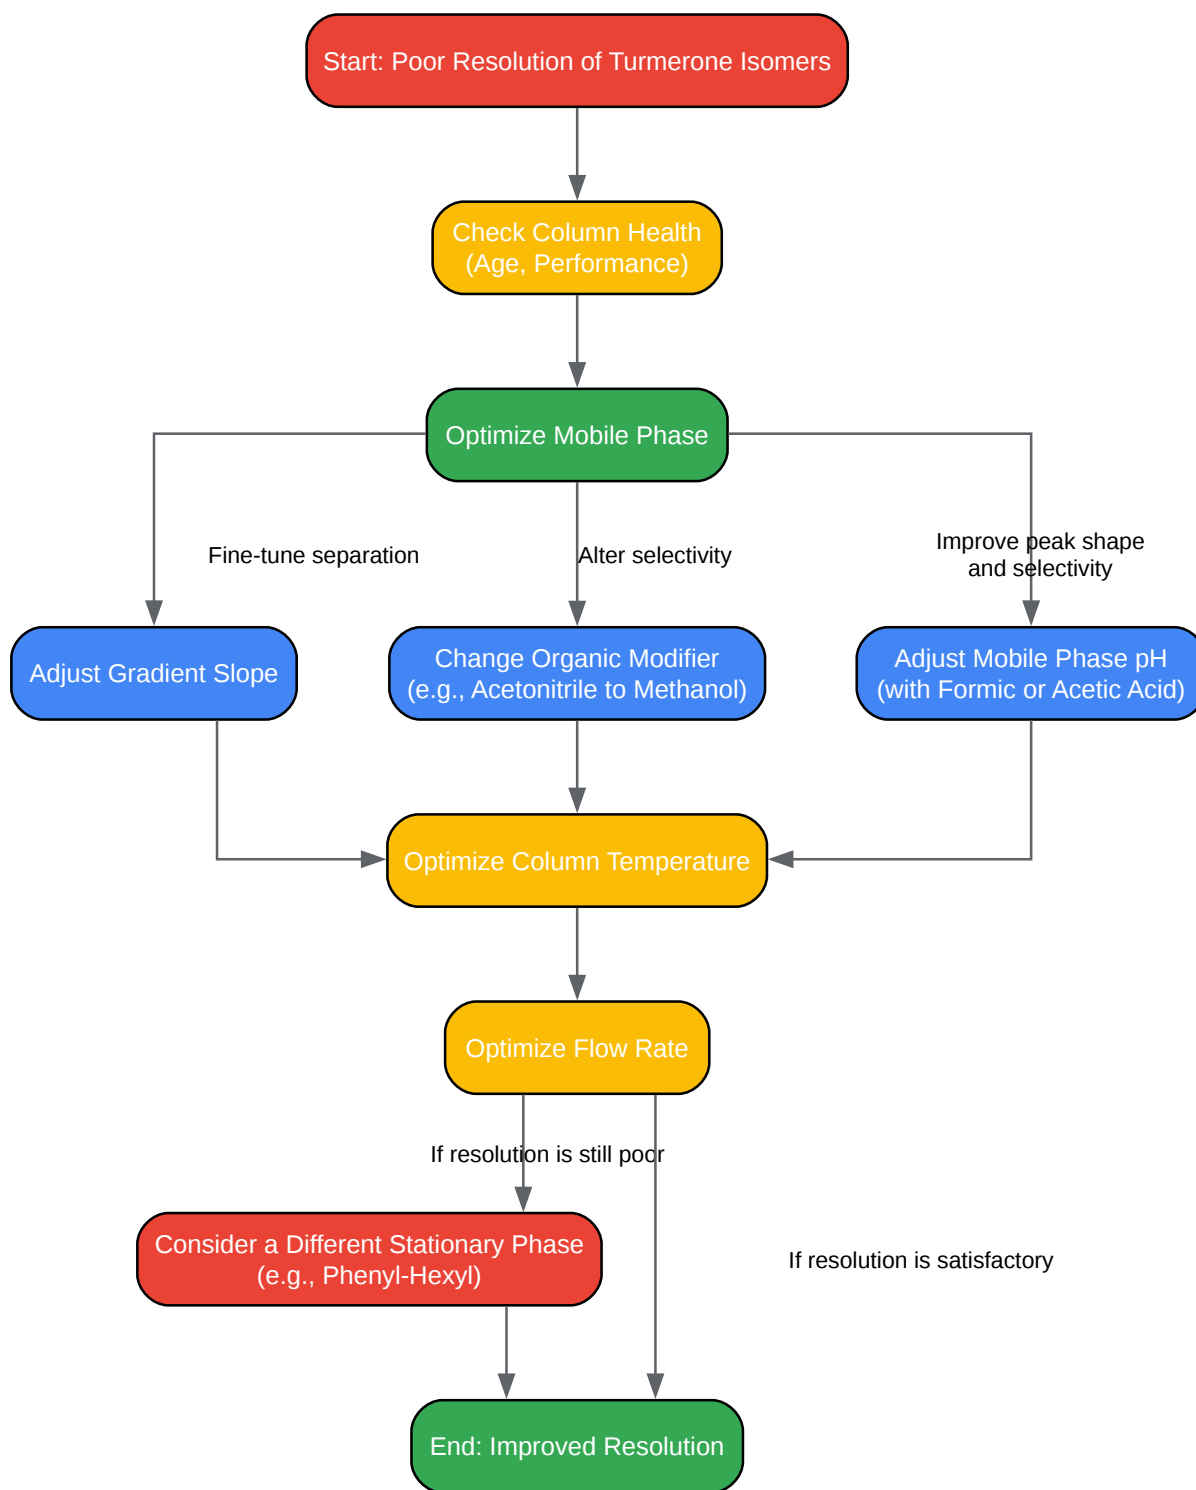 Start: Poor Resolution of Turmerone Isomers
Check Column Health
(Age, Performance)
Optimize Mobile Phase
Fine-tune separation
Alter selectivity
Improve peak shape
and selectivity
Adjust Gradient Slope
Change Organic Modifier
(e.g., Acetonitrile to Methanol)
Adjust Mobile Phase pH
(with Formic or Acetic Acid)
Optimize Column Temperature
Optimize Flow Rate
If resolution is still poor
Consider a Different Stationary Phase
(e.g., Phenyl-Hexyl)
If resolution is satisfactory
End: Improved Resolution